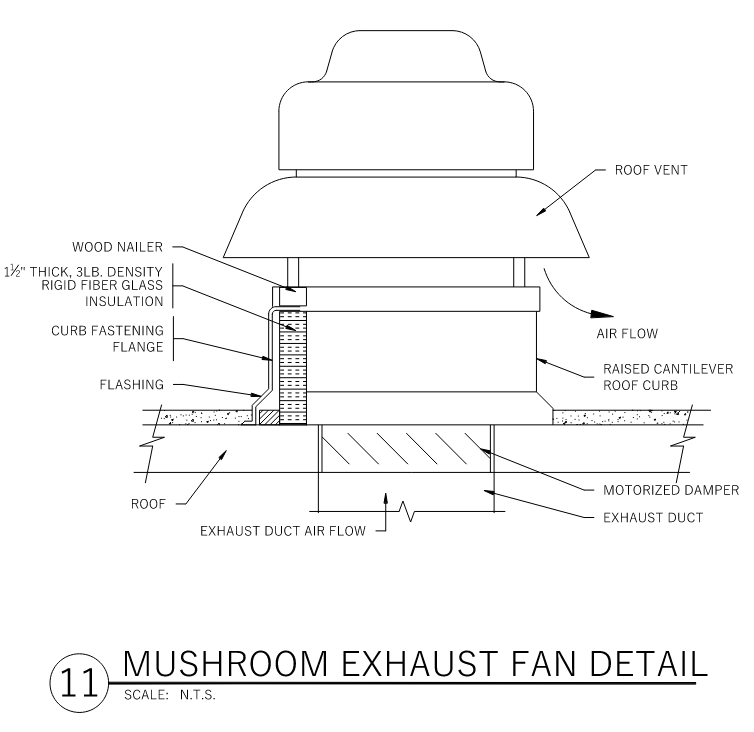 ROOF VENT
WOOD NAILER
1½" THICK, 3LB. DENSITY
RIGID FIBER GLASS
INSULATION
CURB FASTENING
FLANGE
AIR FLOW
RAISED CANTILEVER
ROOF CURB
FLASHING
MOTORIZED DAMPER
ROOF
EXHAUST DUCT
EXHAUST DUCT AIR FLOW
11
MUSHROOM EXHAUST FAN DETAIL
SCALE: N.T.S.